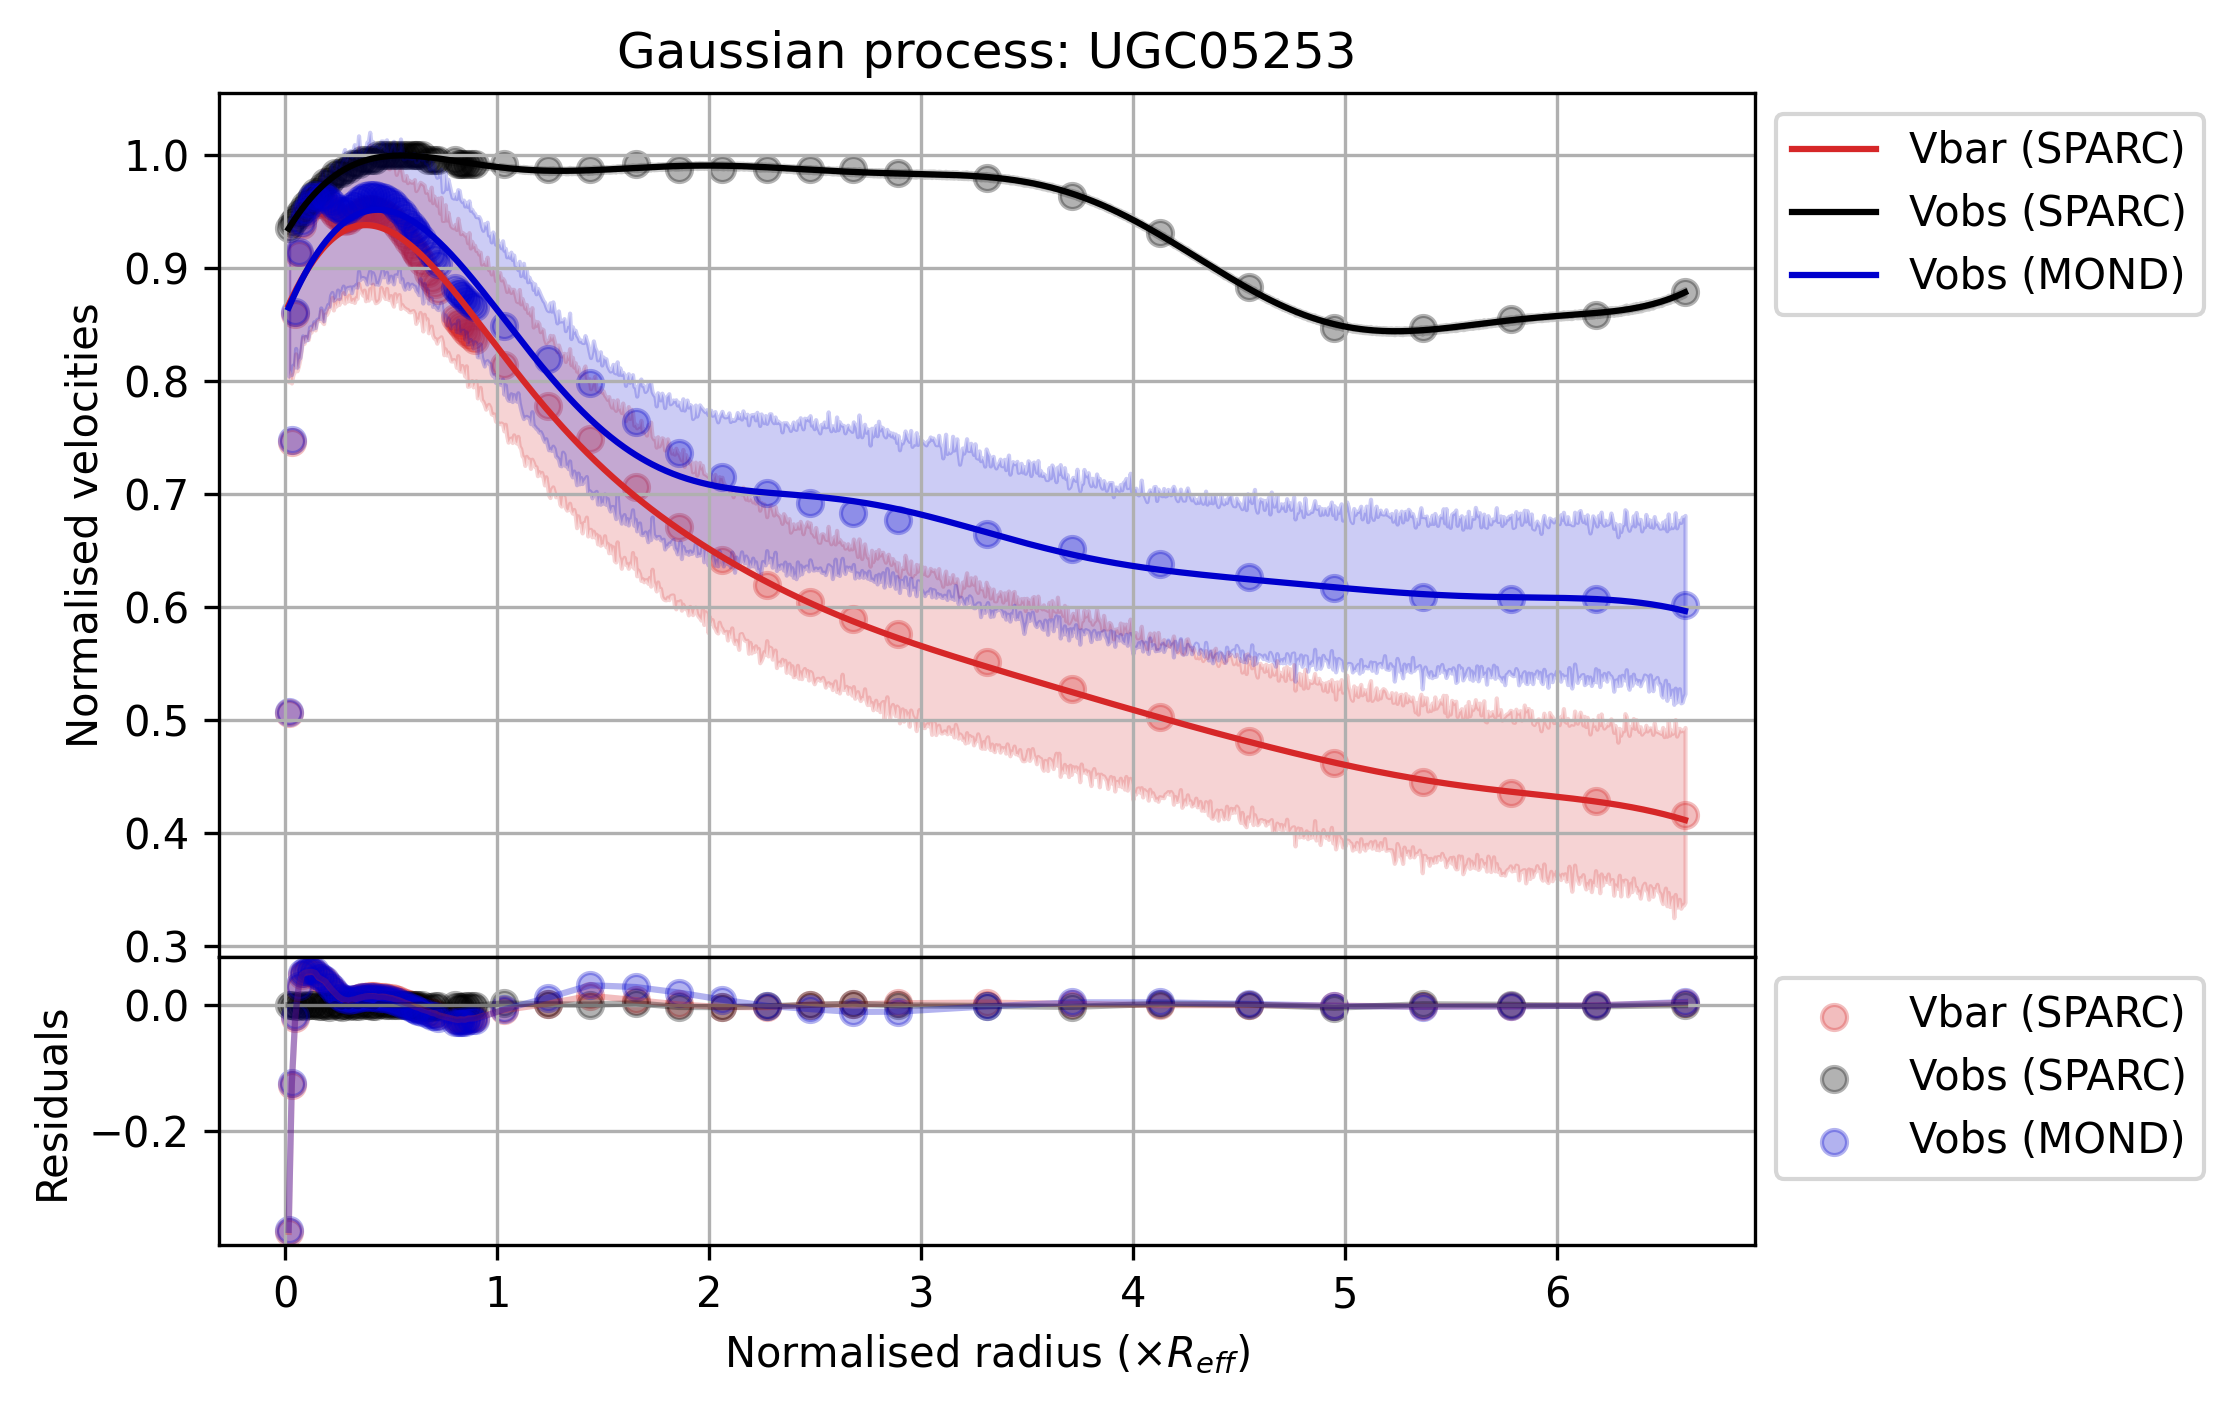 Gaussian process: UGC05253
Normalised velocities
1.0
0.9
0.8
0.7
0.6
0.5
0.4
0.3
Vbar (SPARC)
Vobs (SPARC)
Vobs (MOND)
Residuals
0.0
−0.2
Vbar (SPARC)
Vobs (SPARC)
Vobs (MOND)
0 1 2 3 4 5 6
Normalised radius (×R_eff)